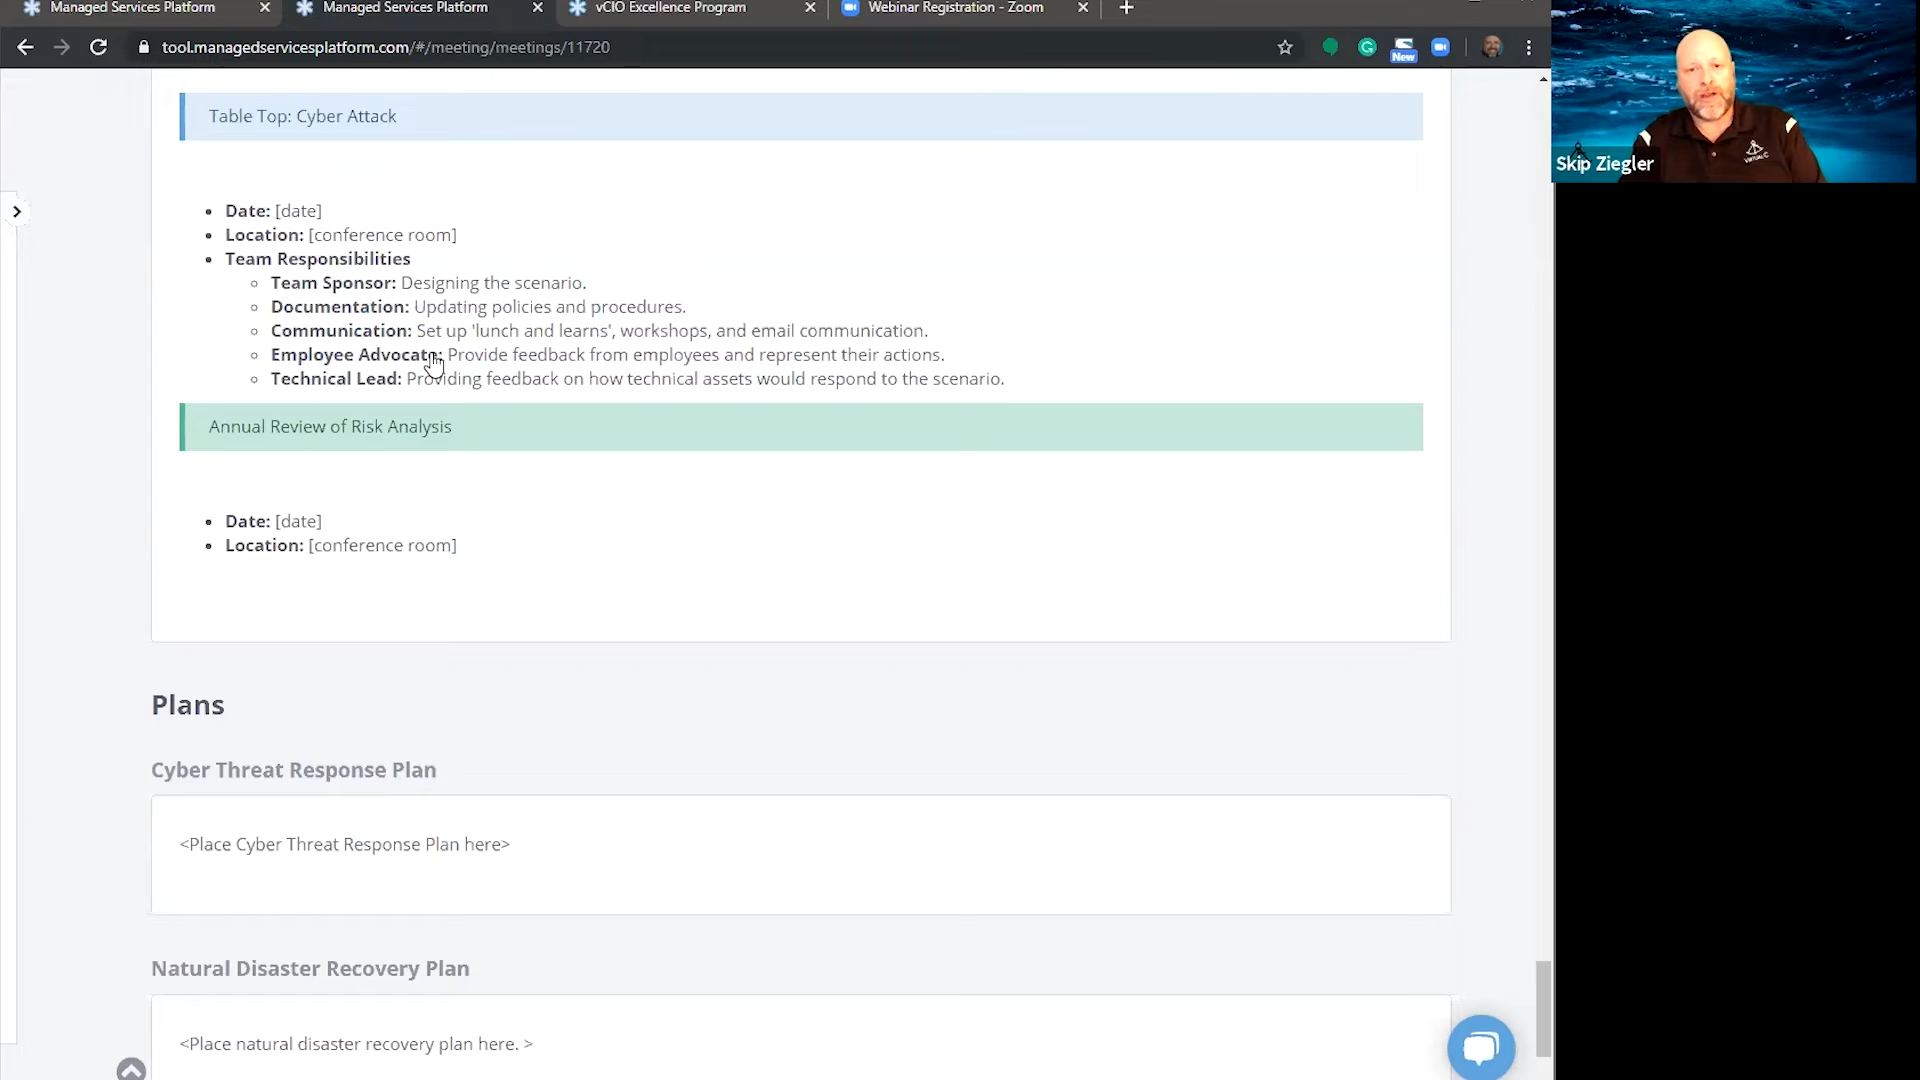 Managed Services Platform
Managed Services Platform
vCIO Excellence Program
Webinar Registration - Zoom
tool.managedservicesplatform.com/#/meeting/meetings/11720
New
Table Top: Cyber Attack
Date: [date]
Location: [conference room]
Team Responsibilities
Team Sponsor: Designing the scenario.
Documentation: Updating policies and procedures.
Communication: Set up 'lunch and learns', workshops, and email communication.
Employee Advocate: Provide feedback from employees and represent their actions.
Technical Lead: Providing feedback on how technical assets would respond to the scenario.
Annual Review of Risk Analysis
Date: [date]
Location: [conference room]
Plans
Cyber Threat Response Plan
<Place Cyber Threat Response Plan here>
Natural Disaster Recovery Plan
<Place natural disaster recovery plan here. >
Skip Ziegler
VIRTUAL C